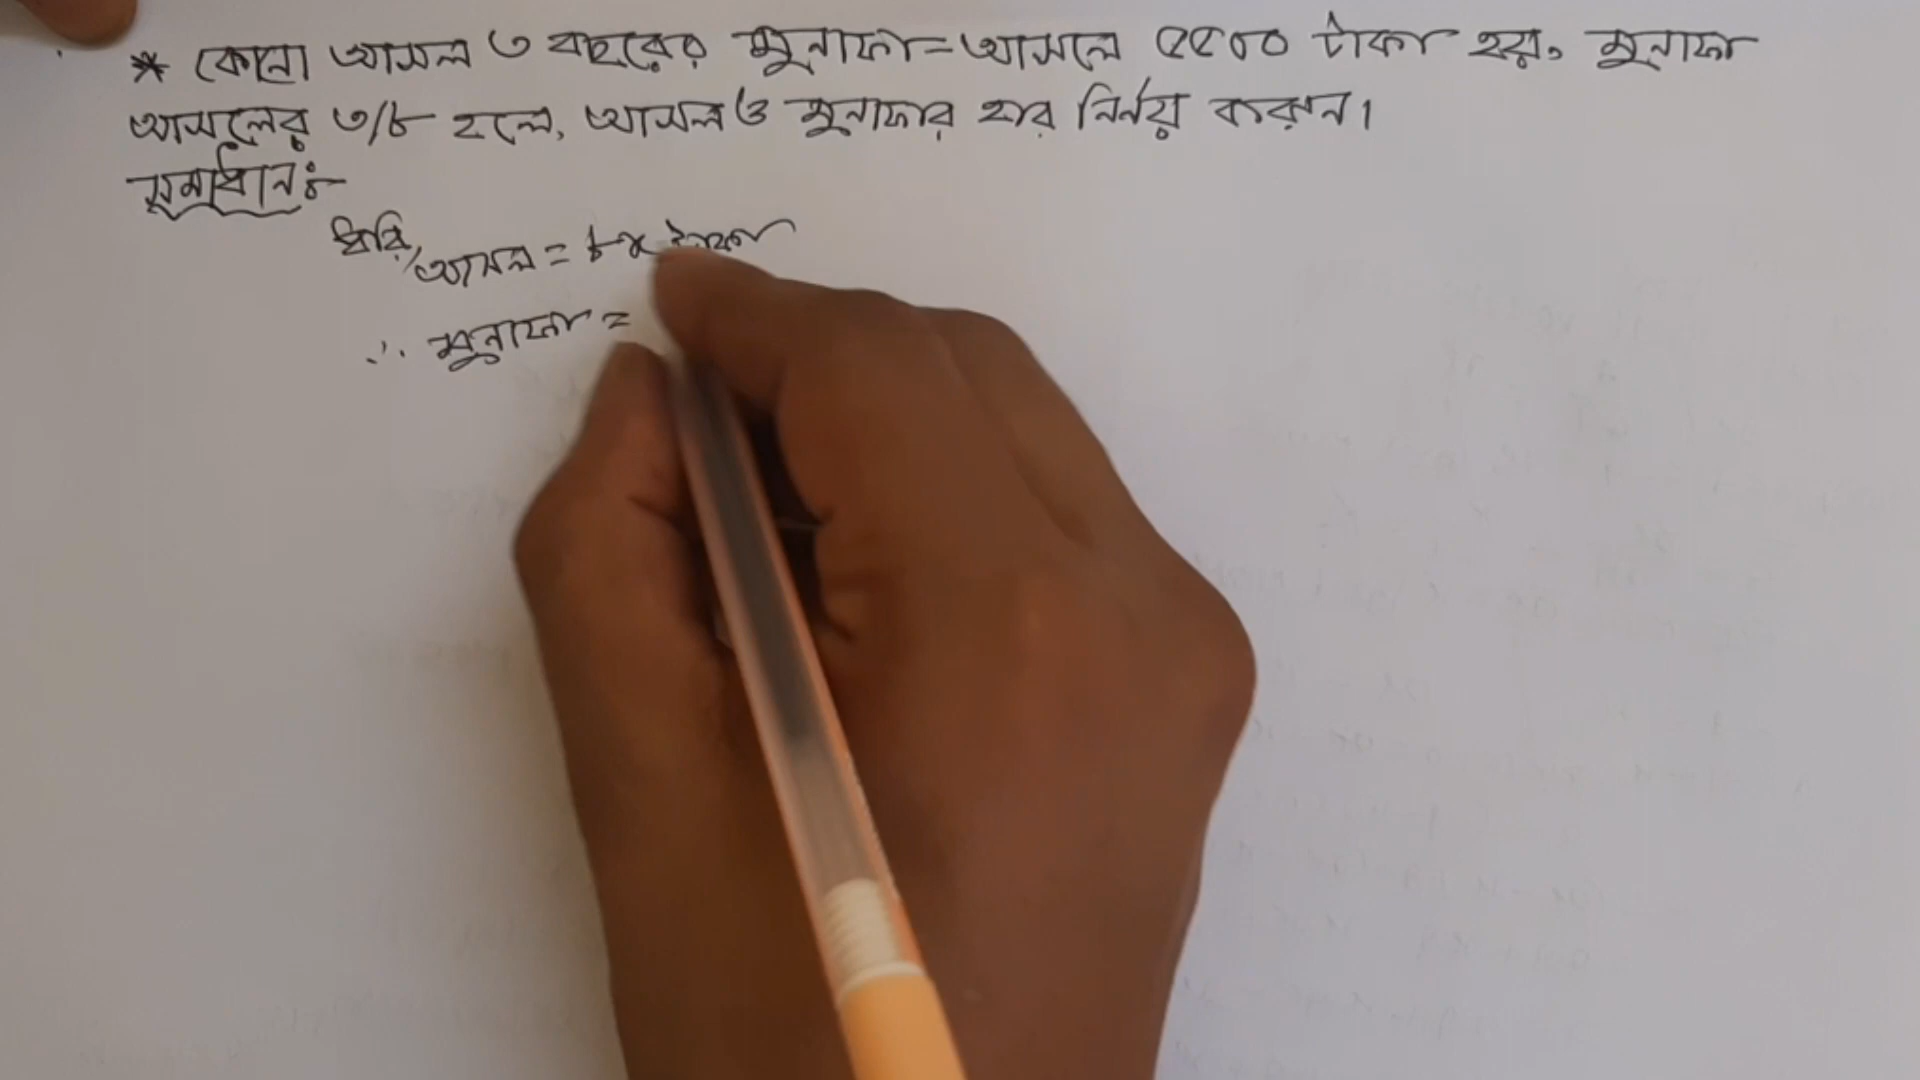 * কোনো আসল ৩ বছরের মুনাফা-আসলে ৫৫০০ টাকা হয়, মুনাফা
আসলের ৩/৮ হলে, আসল ও মুনাফার হার নির্ণয় করুন।
সমাধানঃ-
ধরি, আসল = ৮x টাকা
∴ মুনাফা =